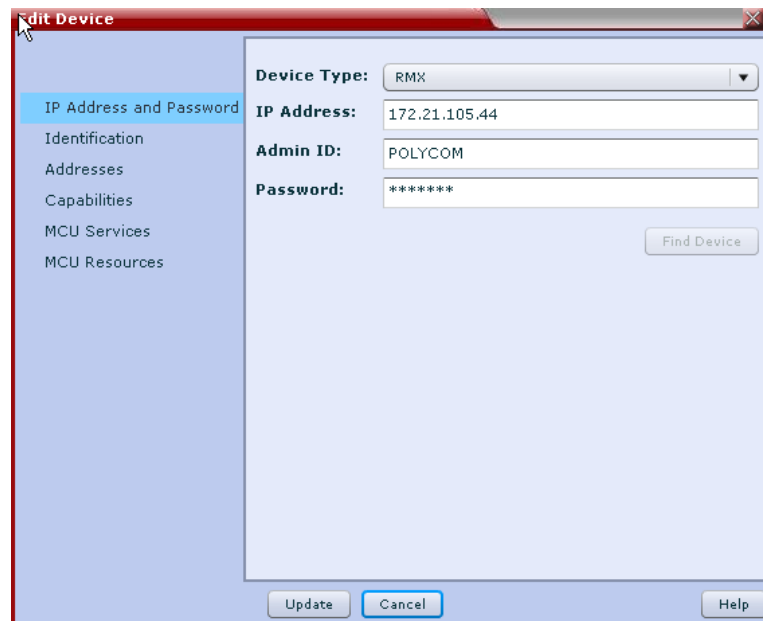 Edit Device
IP Address and Password
Identification
Addresses
Capabilities
MCU Services
MCU Resources
Device Type: RMX
IP Address: 172.21.105.44
Admin ID: POLYCOM
Password: *******
Find Device
Update Cancel Help